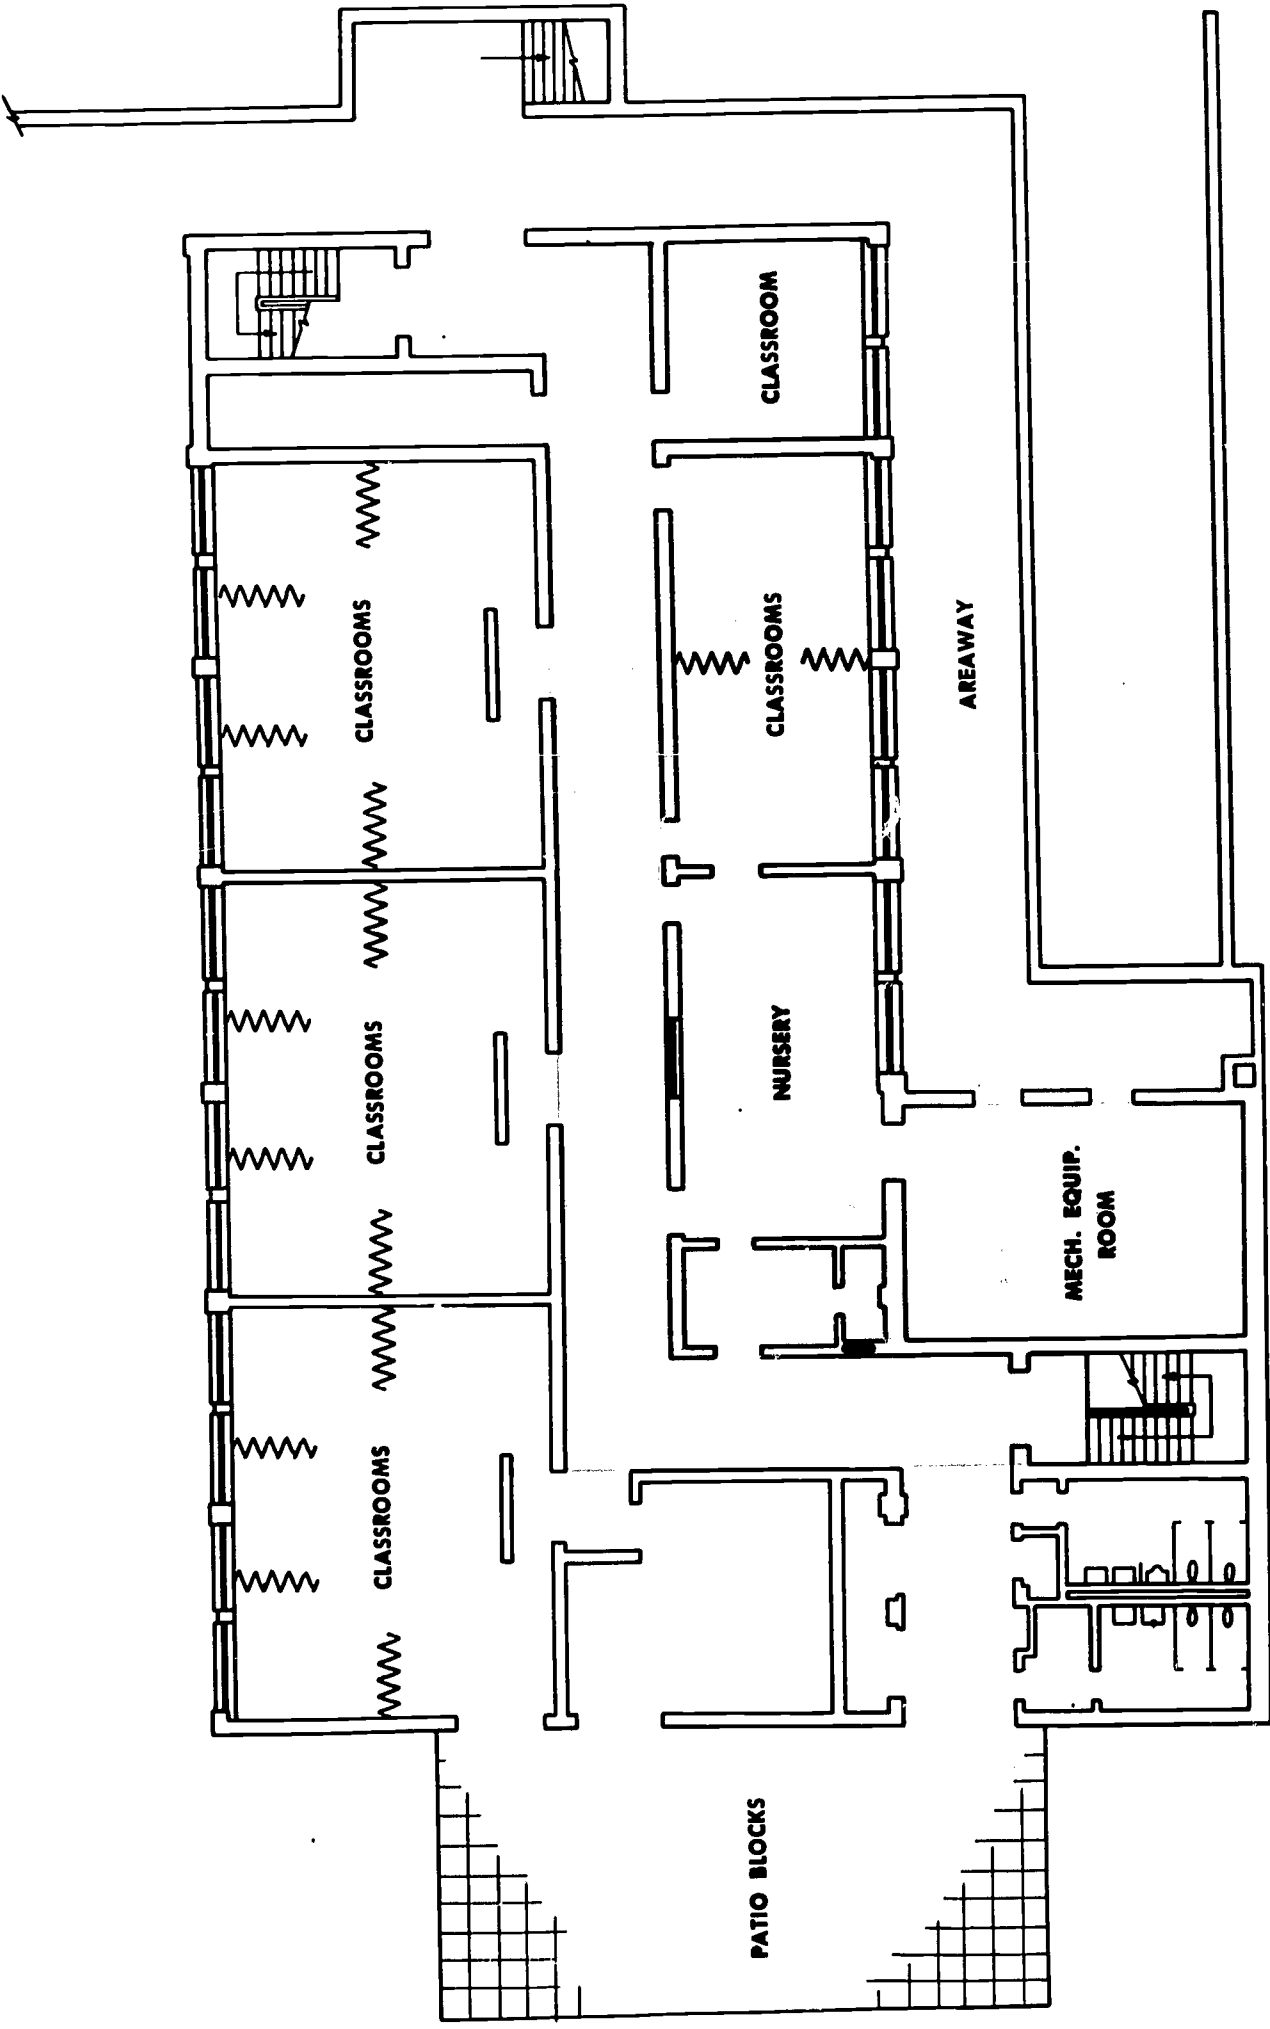 CLASSROOMS
CLASSROOMS
CLASSROOMS
CLASSROOM
CLASSROOMS
NURSERY
PATIO BLOCKS
AREAWAY
MECH. EQUIP.
ROOM